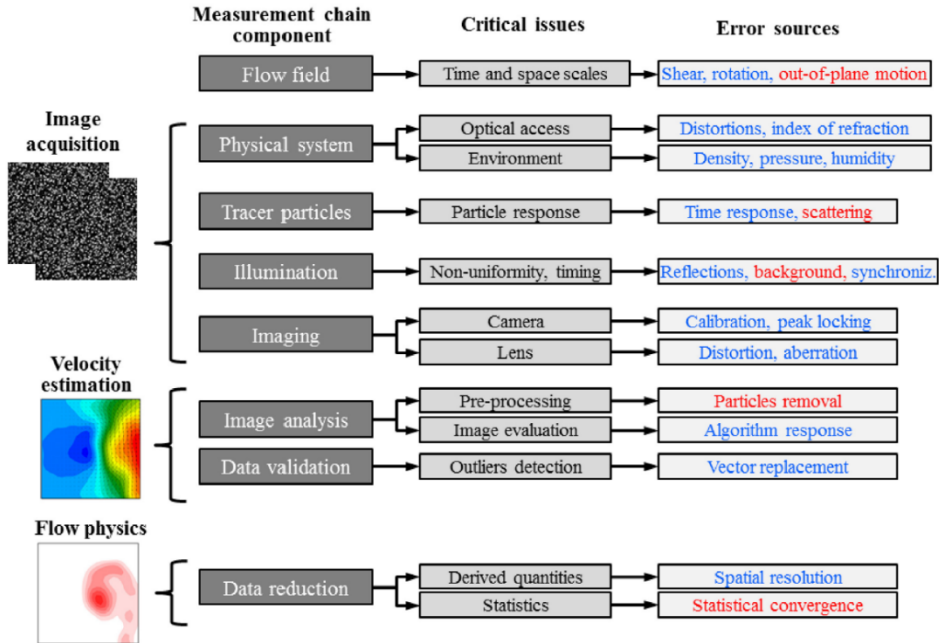 Measurement chain component
Critical issues
Error sources
Flow field
Time and space scales
Shear, rotation, out-of-plane motion
Image acquisition
Physical system
Optical access
Distortions, index of refraction
Environment
Density, pressure, humidity
Tracer particles
Particle response
Time response, scattering
Illumination
Non-uniformity, timing
Reflections, background, synchroniz.
Imaging
Camera
Calibration, peak locking
Lens
Distortion, aberration
Velocity estimation
Image analysis
Pre-processing
Particles removal
Image evaluation
Algorithm response
Data validation
Outliers detection
Vector replacement
Flow physics
Data reduction
Derived quantities
Spatial resolution
Statistics
Statistical convergence